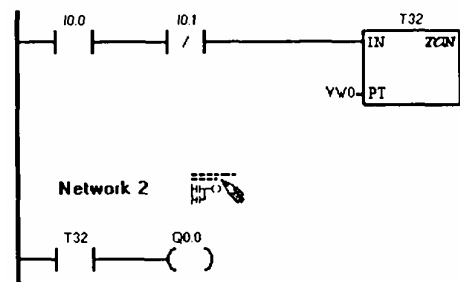 I0.0 I0.1 T32
/
IN TON
VW0 PT
Network 2
T32 Q0.0